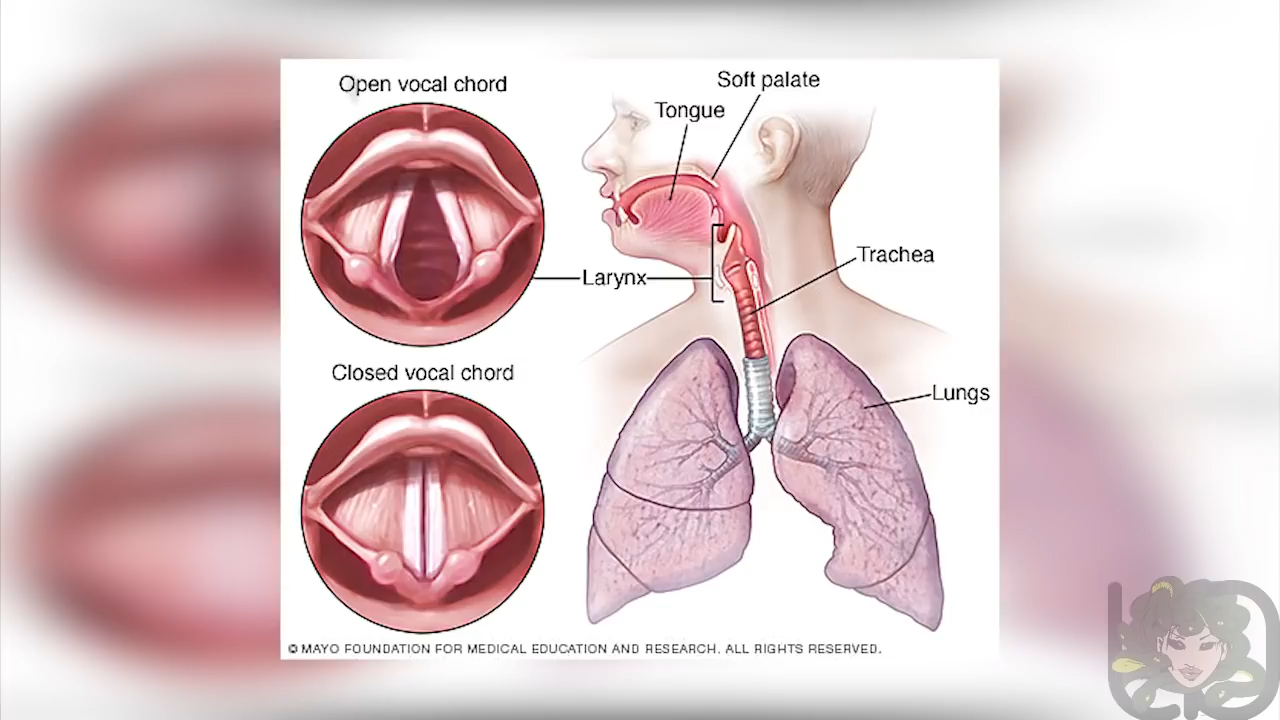 Open vocal chord
Soft palate
Tongue
Trachea
Larynx
Closed vocal chord
Lungs
© MAYO FOUNDATION FOR MEDICAL EDUCATION AND RESEARCH. ALL RIGHTS RESERVED.